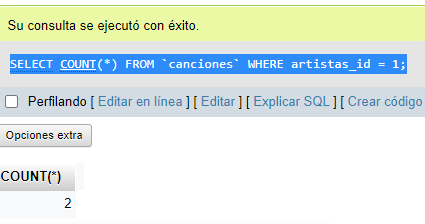 Su consulta se ejecutó con éxito.
SELECT COUNT(*) FROM `canciones` WHERE artistas_id = 1;
Perfilando [ Editar en línea ] [ Editar ] [ Explicar SQL ] [ Crear código
Opciones extra
COUNT(*)
2